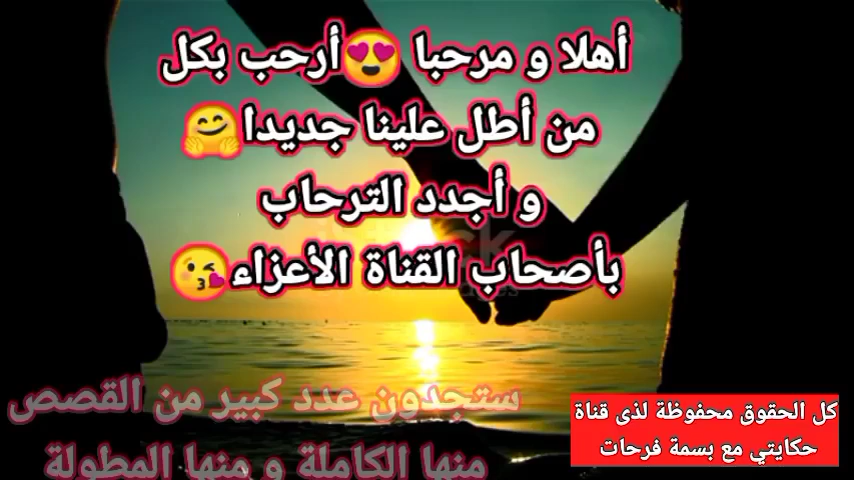 أهلا و مرحبا 😍أرحب بكل
من أطل علينا جديدا🤗
و أجدد الترحاب
بأصحاب القناة الأعزاء😘
ستجدون عدد كبير من القصص
منها الكاملة و منها المطولة
كل الحقوق محفوظة لذى قناة
حكايتي مع بسمة فرحات